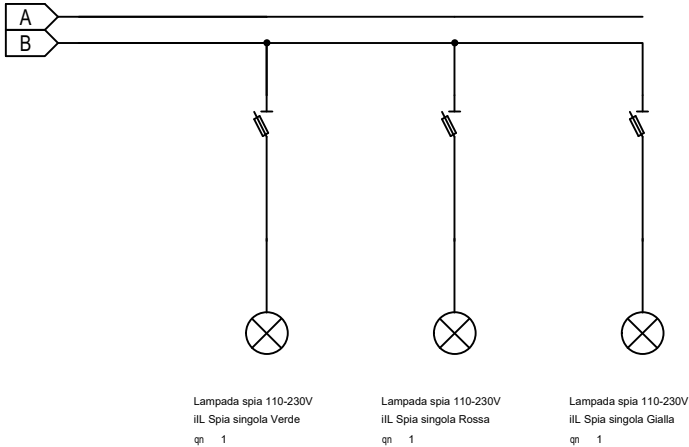 A
B
Lampada spia 110-230V
iIL Spia singola Verde
qn 1
Lampada spia 110-230V
iIL Spia singola Rossa
qn 1
Lampada spia 110-230V
iIL Spia singola Gialla
qn 1